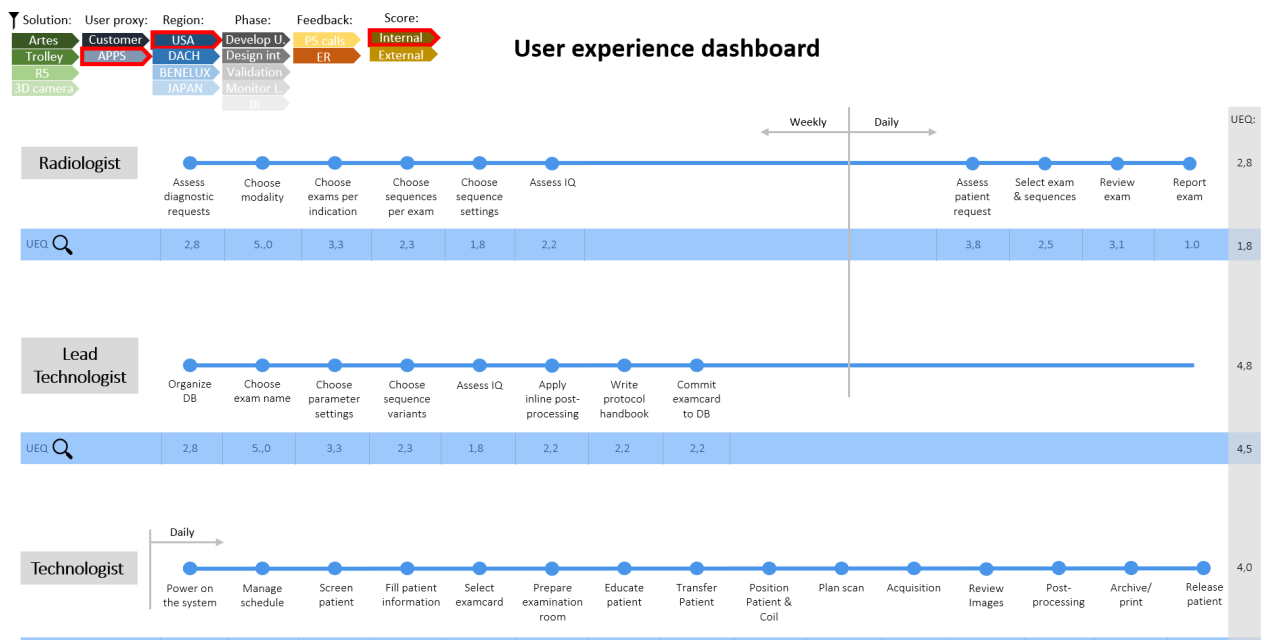 Solution: User proxy: Region: Phase: Feedback: Score:
Artes Customer USA Develop U. P5 calls Internal
Trolley APPS DACH Design int ER External
R5 BENELUX Validation
3D camera JAPAN Monitor L.
IB
User experience dashboard
Weekly Daily
UEQ:
Radiologist
2,8
Assess Choose Choose Choose Choose Assess IQ Assess Select exam Review Report
diagnostic modality exams per sequences sequence patient & sequences exam exam
requests indication per exam settings request
UEQ 2,8 5.,0 3,3 2,3 1,8 2,2 3,8 2,5 3,1 1.0 1,8
Lead
Technologist
4,8
Organize Choose Choose Choose Assess IQ Apply Write Commit
DB exam name parameter sequence inline post- protocol examcard
settings variants processing handbook to DB
UEQ 2,8 5.,0 3,3 2,3 1,8 2,2 2,2 2,2 4,5
Daily
Technologist
4,0
Power on Manage Screen Fill patient Select Prepare Educate Transfer Position Plan scan Acquisition Review Post- Archive/ Release
the system schedule patient information examcard examination patient Patient Patient & Images processing print patient
room Coil